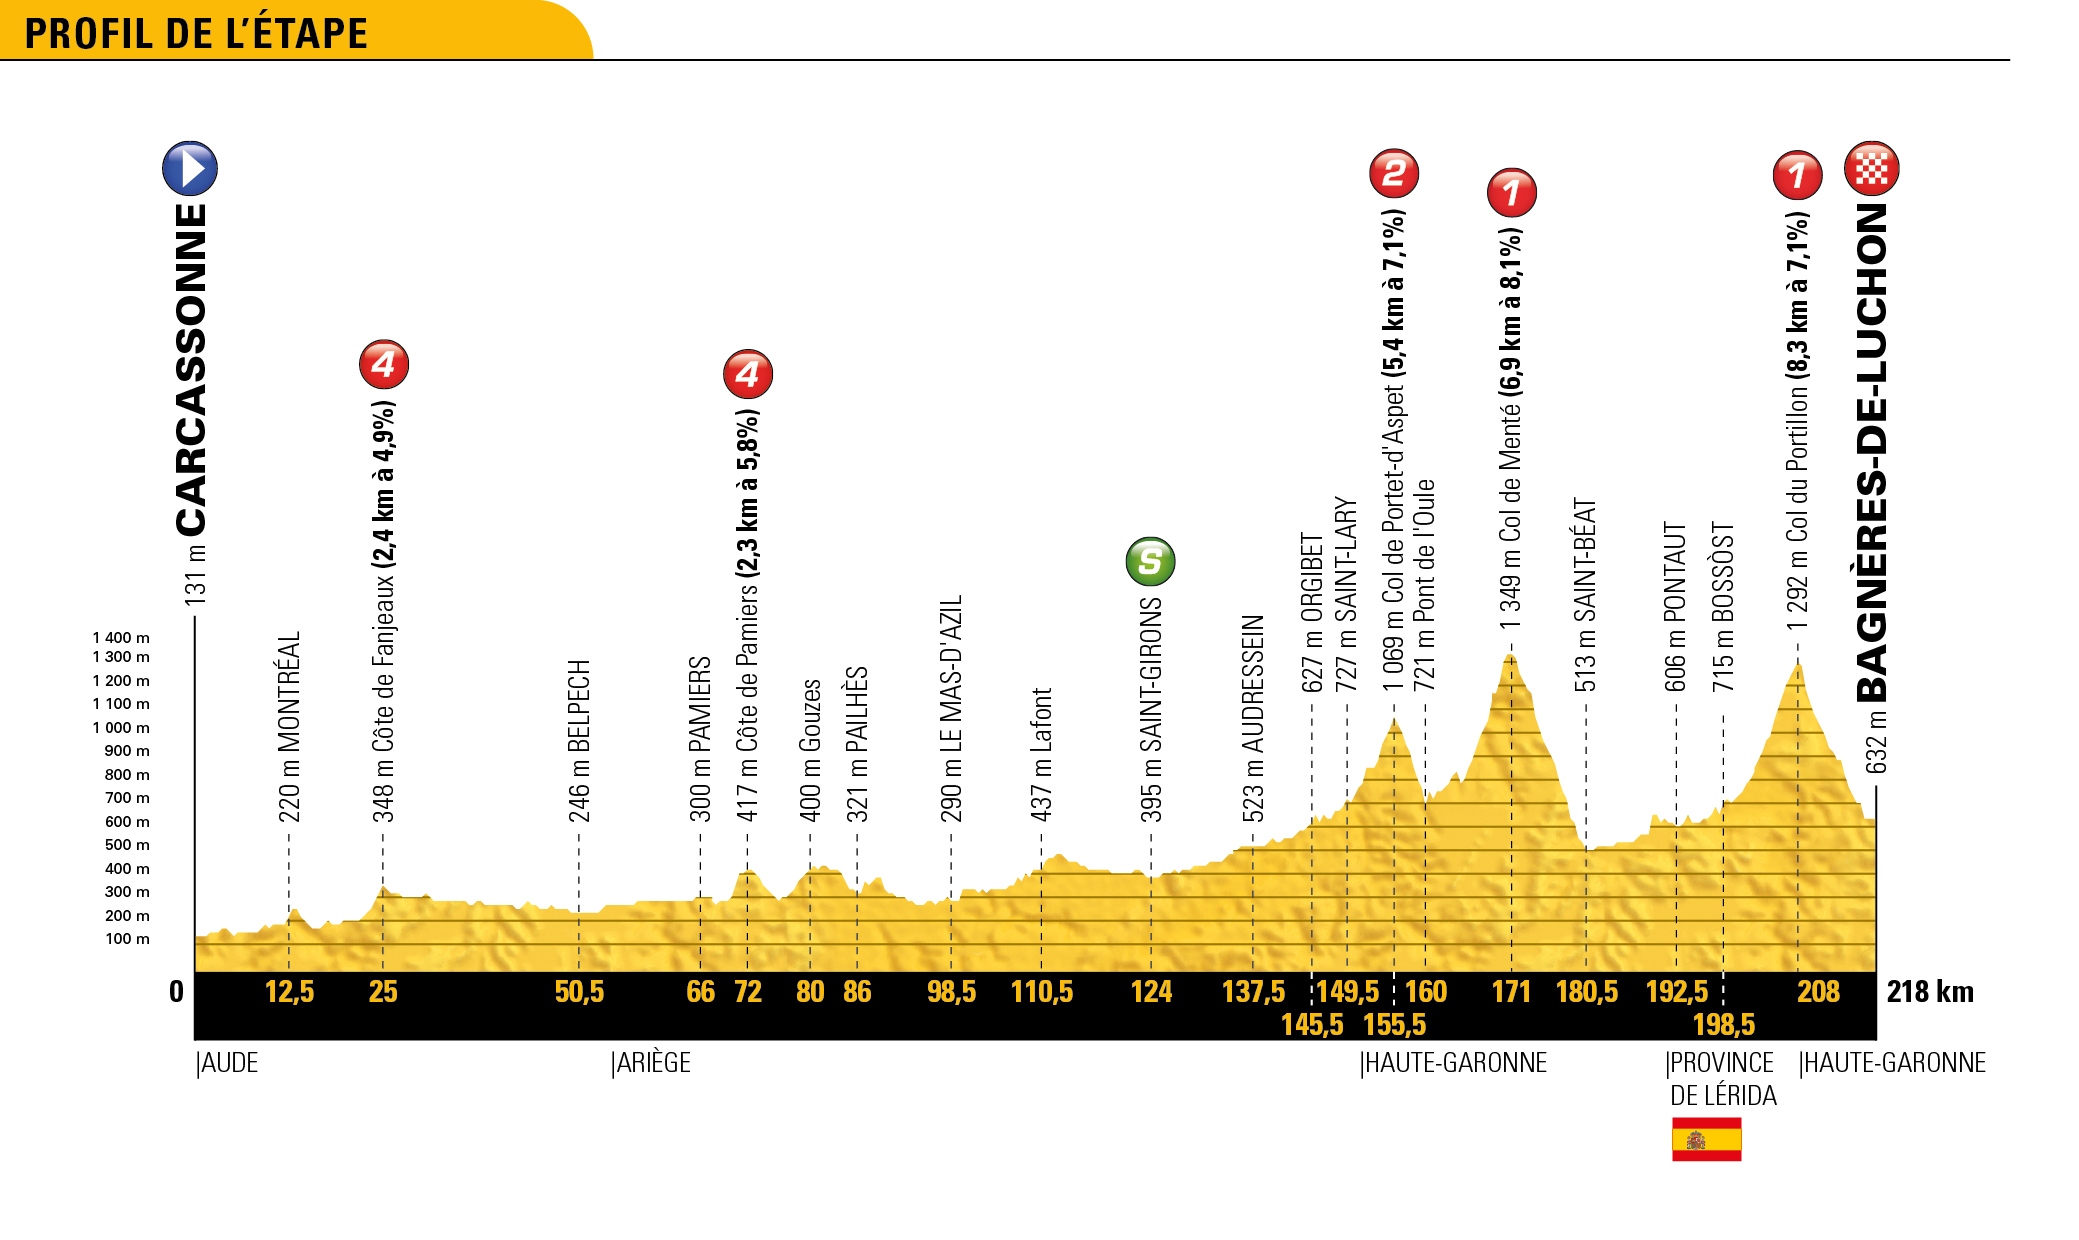 PROFIL DE L'ÉTAPE
131 m CARCASSONNE
220 m MONTRÉAL
4
348 m Côte de Fanjeaux (2,4 km à 4,9%)
246 m BELPECH
300 m PAMIERS
4
417 m Côte de Pamiers (2,3 km à 5,8%)
400 m Gouzes
321 m PAILHÈS
290 m LE MAS-D'AZIL
437 m Lafont
S
395 m SAINT-GIRONS
523 m AUDRESSEIN
627 m ORGIBET
727 m SAINT-LARY
2
1 069 m Col de Portet-d'Aspet (5,4 km à 7,1%)
721 m Pont de l'Oule
1
1 349 m Col de Menté (6,9 km à 8,1%)
513 m SAINT-BÉAT
606 m PONTAUT
715 m BOSSÒST
1
1 292 m Col du Portillon (8,3 km à 7,1%)
632 m BAGNÈRES-DE-LUCHON
1 400 m
1 300 m
1 200 m
1 100 m
1 000 m
900 m
800 m
700 m
600 m
500 m
400 m
300 m
200 m
100 m
0 12,5 25 50,5 66 72 80 86 98,5 110,5 124 137,5 149,5 160 171 180,5 192,5 208 218 km
145,5 155,5 198,5
|AUDE |ARIÈGE |HAUTE-GARONNE |PROVINCE |HAUTE-GARONNE
DE LÉRIDA